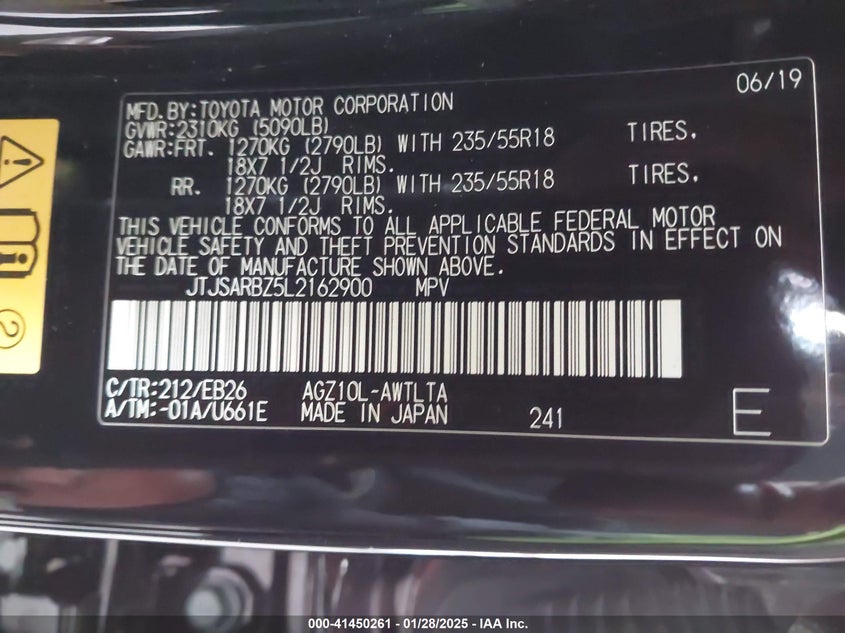 06/19
MFD.BY:TOYOTA MOTOR CORPORATION
GVWR:2310KG (5090LB)
GAWR:FRT. 1270KG (2790LB) WITH 235/55R18 TIRES,
18X7 1/2J RIMS.
RR. 1270KG (2790LB) WITH 235/55R18 TIRES,
18X7 1/2J RIMS.
THIS VEHICLE CONFORMS TO ALL APPLICABLE FEDERAL MOTOR
VEHICLE SAFETY AND THEFT PREVENTION STANDARDS IN EFFECT ON
THE DATE OF MANUFACTURE SHOWN ABOVE.
JTJSARBZ5L2162900 MPV
C/TR:212/EB26 AGZ10L-AWTLTA
A/TM:-01A/U661E MADE IN JAPAN 241 E
2
000-41450261 - 01/28/2025 - IAA Inc.